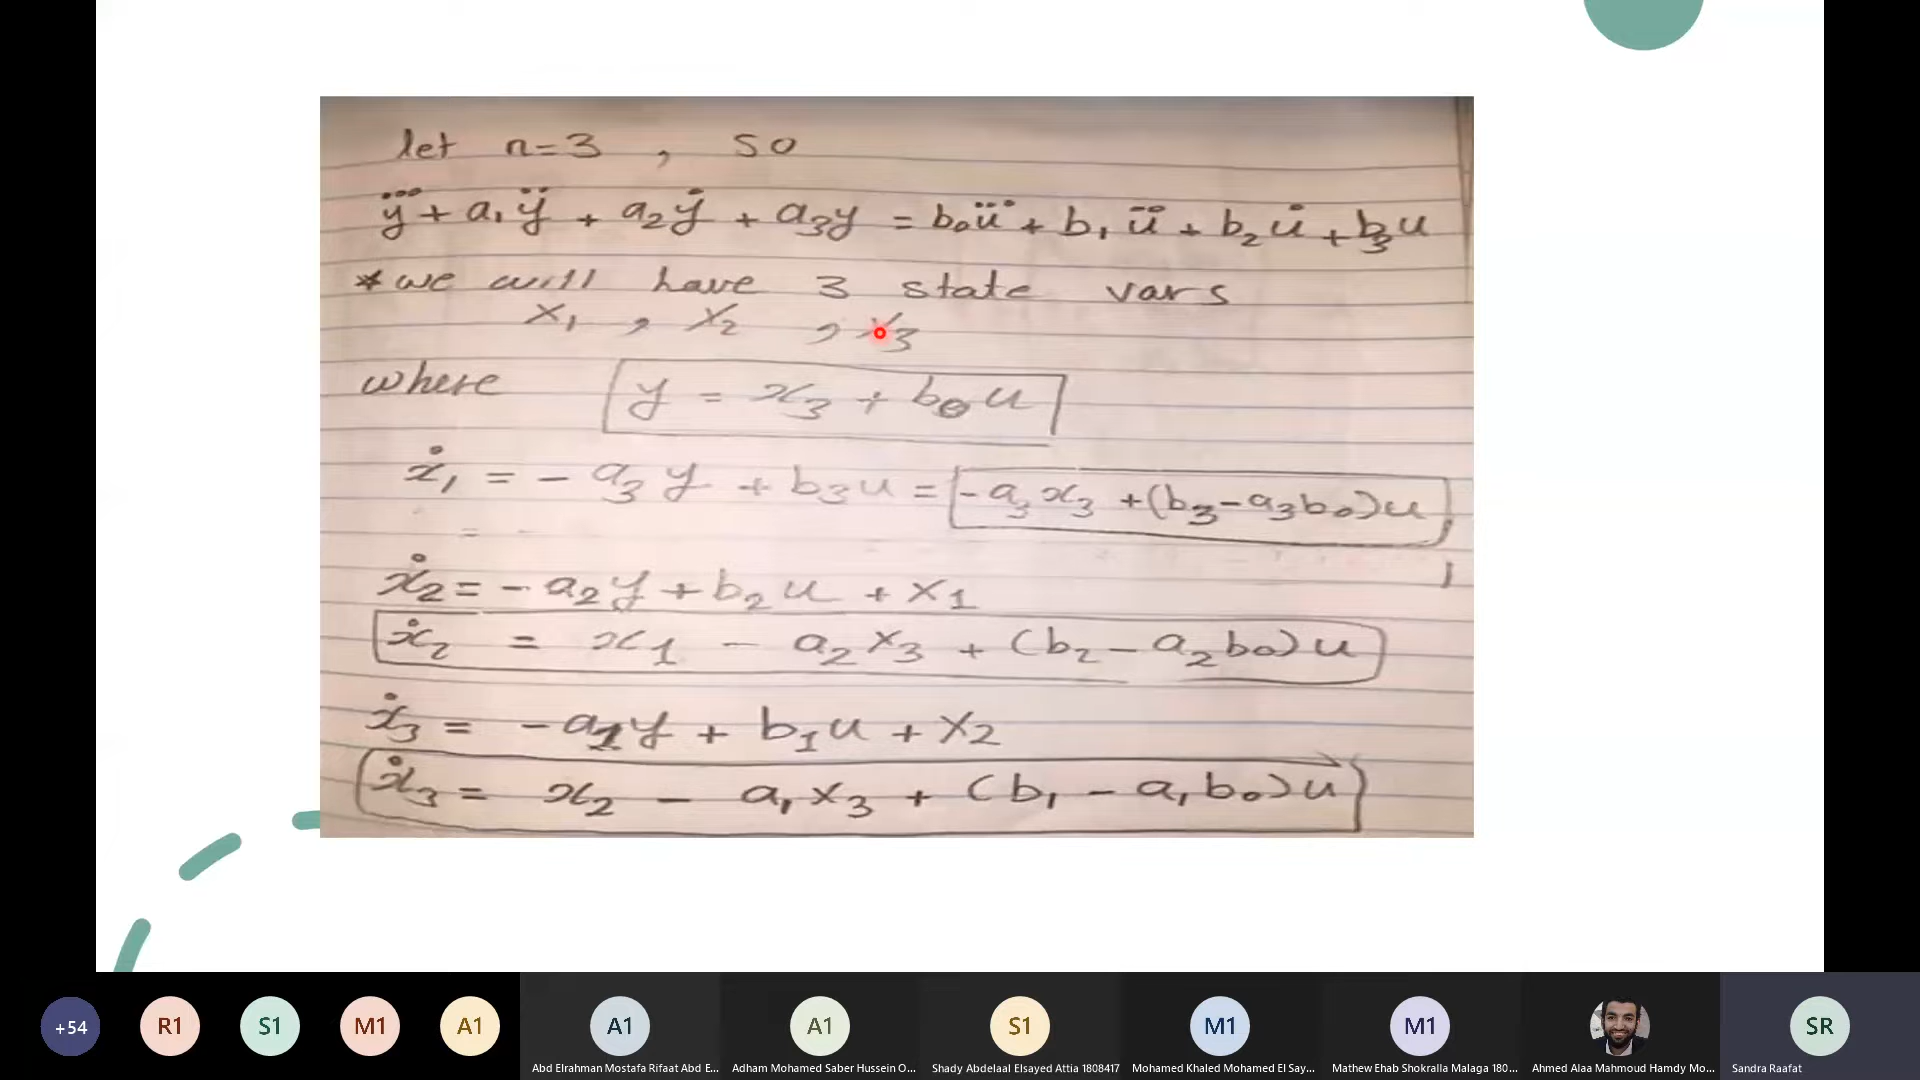 let n=3 , so
y⃛ + a₁ÿ + a₂ẏ + a₃y = b₀u⃛ + b₁ü + b₂u̇ + b₃u
* we will have 3 state vars
x₁ , x₂ , x₃
where y = x₃ + b₀u
ẋ₁ = - a₃y + b₃u = - a₃x₃ + (b₃ - a₃b₀)u
ẋ₂ = - a₂y + b₂u + x₁
ẋ₂ = x₁ - a₂x₃ + (b₂ - a₂b₀)u
ẋ₃ = - a₁y + b₁u + x₂
ẋ₃ = x₂ - a₁x₃ + (b₁ - a₁b₀)u
+54 R1 S1 M1 A1 A1 A1 S1 M1 M1 SR
Abd Elrahman Mostafa Rifaat Abd E... Adham Mohamed Saber Hussein O... Shady Abdelaal Elsayed Attia 1808417 Mohamed Khaled Mohamed El Say... Mathew Ehab Shokralla Malaga 180... Ahmed Alaa Mahmoud Hamdy Mo... Sandra Raafat